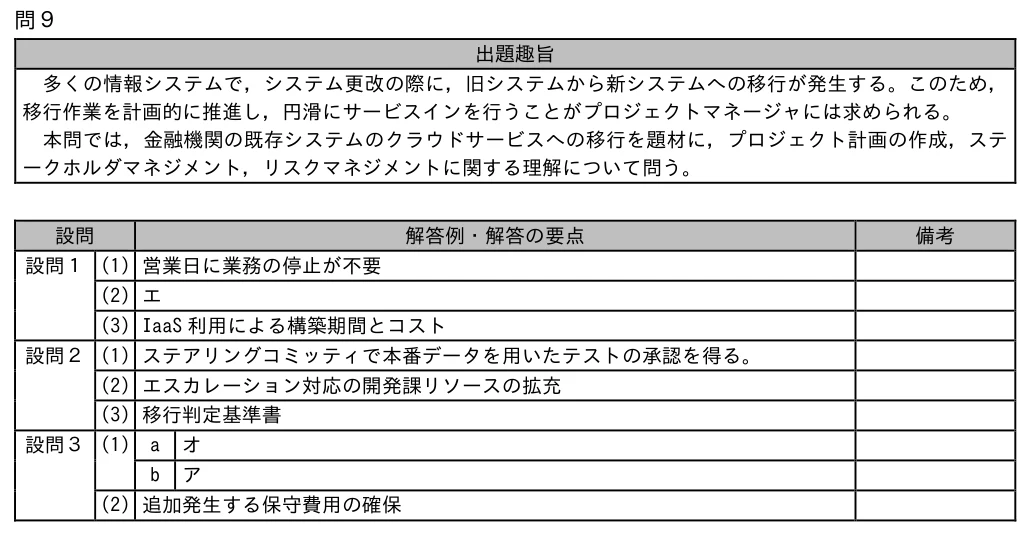 問９
出題趣旨
多くの情報システムで，システム更改の際に，旧システムから新システムへの移行が発生する。このため，
移行作業を計画的に推進し，円滑にサービスインを行うことがプロジェクトマネージャには求められる。
本問では，金融機関の既存システムのクラウドサービスへの移行を題材に，プロジェクト計画の作成，ステ
ークホルダマネジメント，リスクマネジメントに関する理解について問う。
設問 解答例・解答の要点 備考
設問１ (1) 営業日に業務の停止が不要
(2) エ
(3) IaaS 利用による構築期間とコスト
設問２ (1) ステアリングコミッティで本番データを用いたテストの承認を得る。
(2) エスカレーション対応の開発課リソースの拡充
(3) 移行判定基準書
設問３ (1) a オ
b ア
(2) 追加発生する保守費用の確保